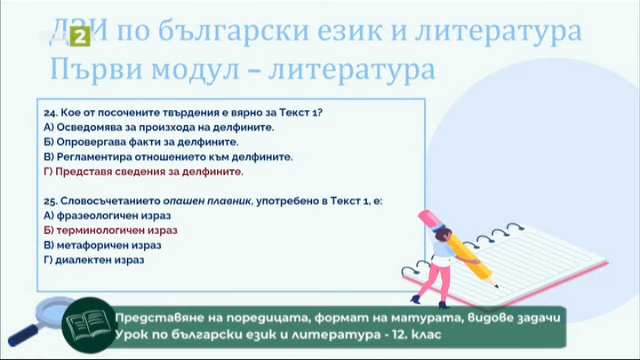 ДЗИ по български език и литература
2
Първи модул – литература
24. Кое от посочените твърдения е вярно за Текст 1?
А) Осведомява за произхода на делфините.
Б) Опровергава факти за делфините.
В) Регламентира отношението към делфините.
Г) Представя сведения за делфините.
25. Словосъчетанието опашен плавник, употребено в Текст 1, е:
А) фразеологичен израз
Б) терминологичен израз
В) метафоричен израз
Г) диалектен израз
Представяне на поредицата, формат на матурата, видове задачи
Урок по български език и литература - 12. клас